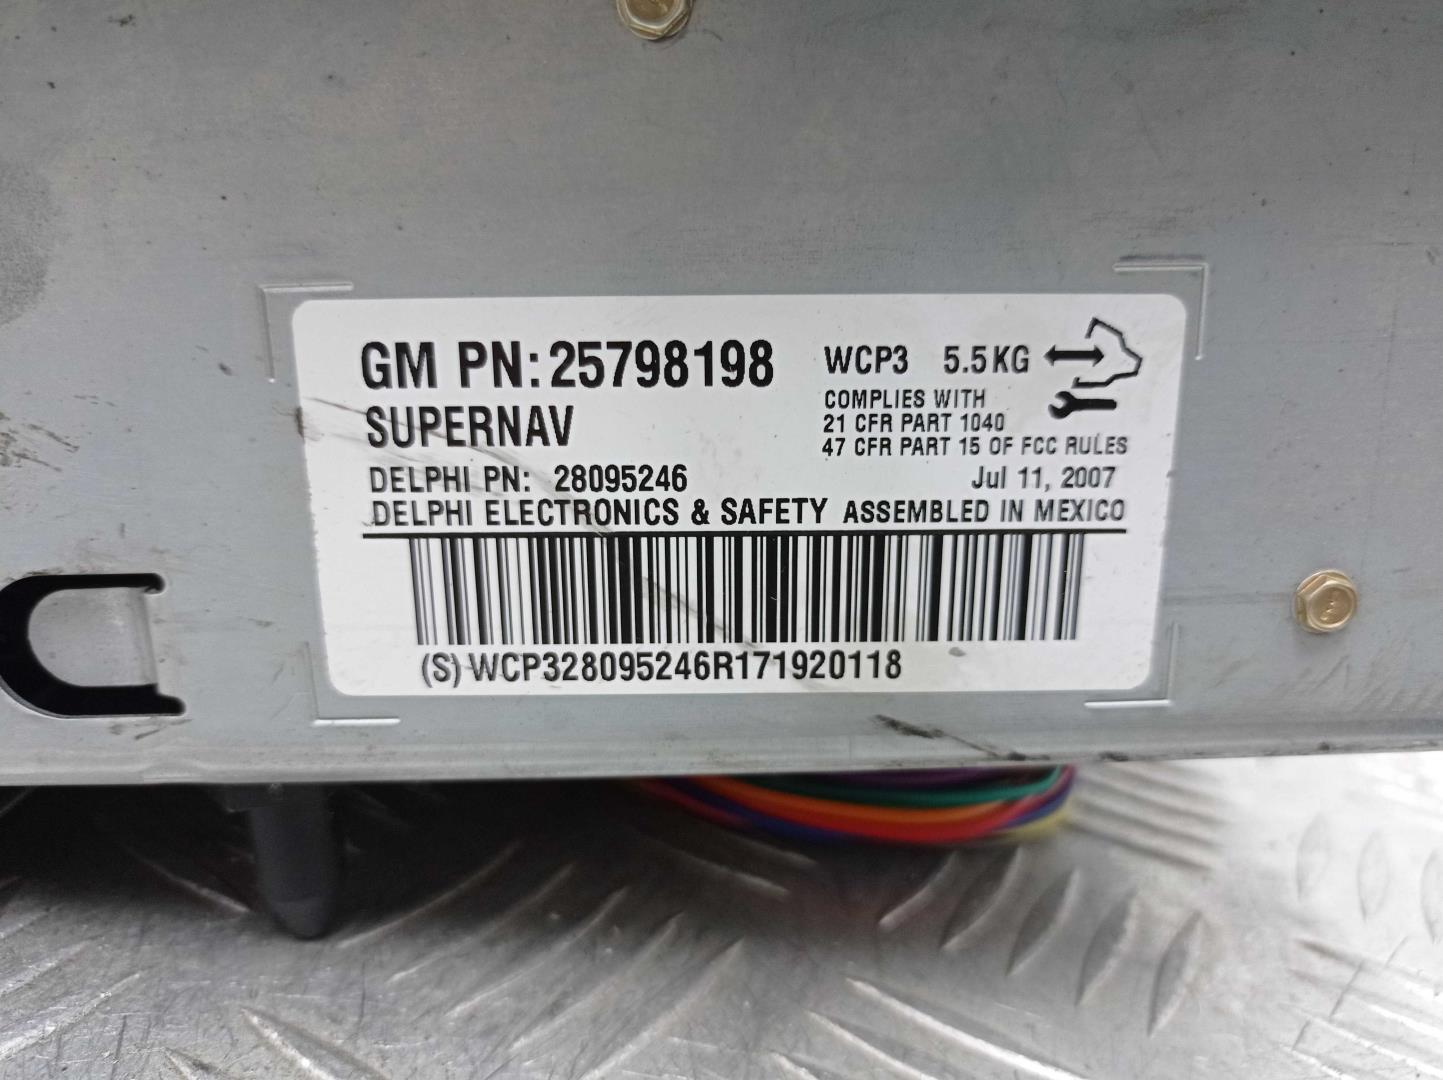 GM PN: 25798198
SUPERNAV
WCP3 5.5KG
COMPLIES WITH
21 CFR PART 1040
47 CFR PART 15 OF FCC RULES
DELPHI PN: 28095246
Jul 11, 2007
DELPHI ELECTRONICS & SAFETY ASSEMBLED IN MEXICO
(S) WCP328095246R171920118